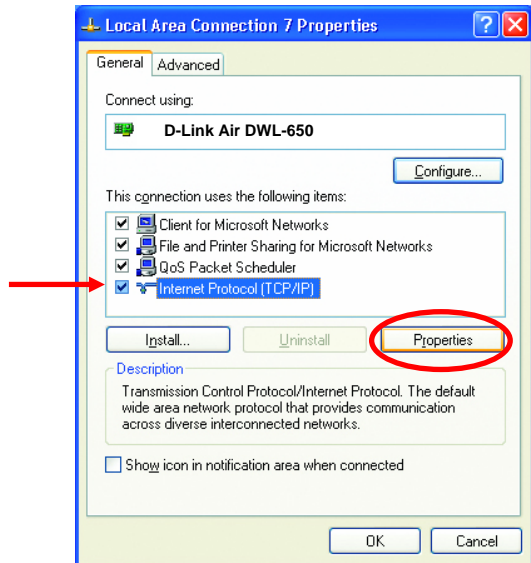 Local Area Connection 7 Properties
General Advanced
Connect using:
D-Link Air DWL-650
Configure...
This connection uses the following items:
Client for Microsoft Networks
File and Printer Sharing for Microsoft Networks
QoS Packet Scheduler
Internet Protocol (TCP/IP)
Install... Uninstall Properties
Description
Transmission Control Protocol/Internet Protocol. The default
wide area network protocol that provides communication
across diverse interconnected networks.
Show icon in notification area when connected
OK Cancel